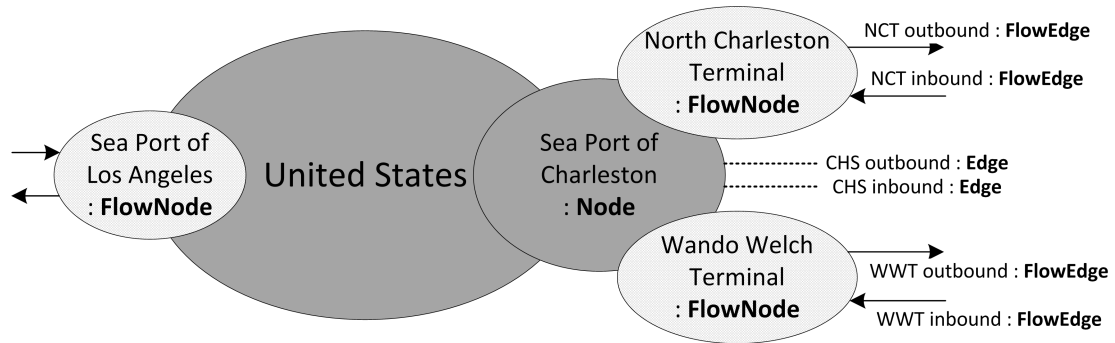 Sea Port of
Los Angeles
: FlowNode
United States
Sea Port of
Charleston
: Node
North Charleston
Terminal
: FlowNode
NCT outbound : FlowEdge
NCT inbound : FlowEdge
CHS outbound : Edge
CHS inbound : Edge
Wando Welch
Terminal
: FlowNode
WWT outbound : FlowEdge
WWT inbound : FlowEdge